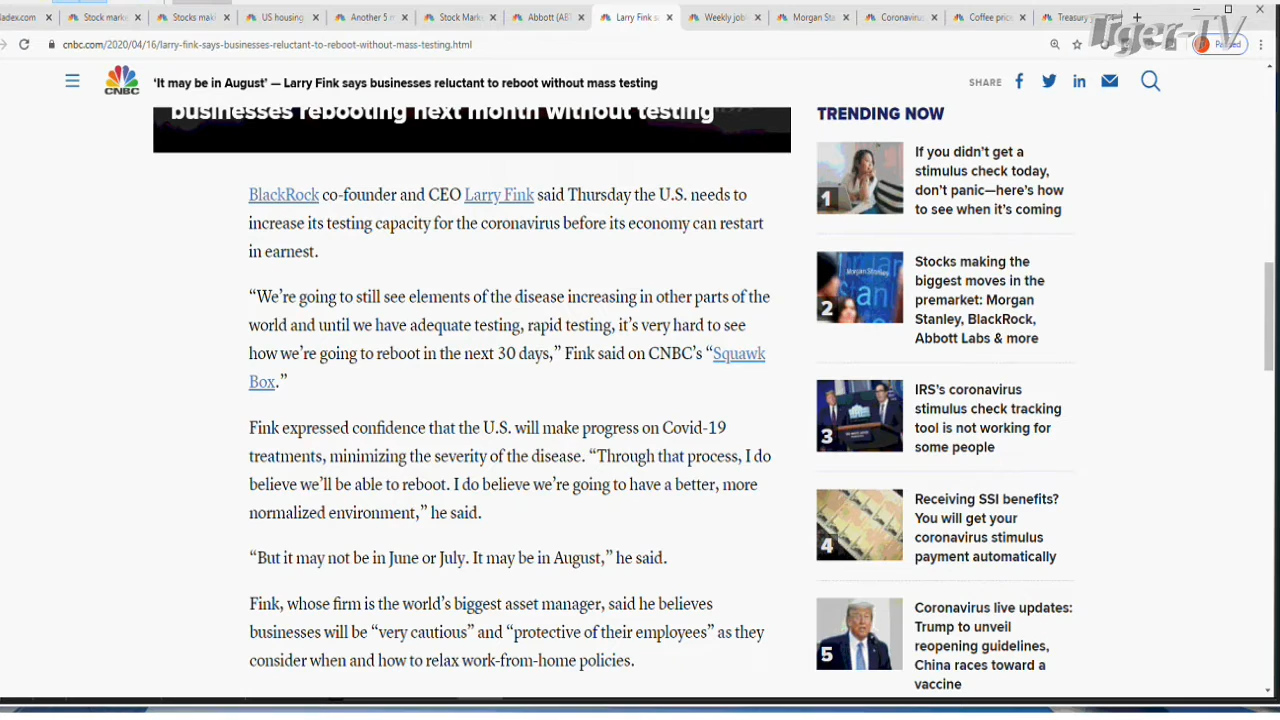 adex.com
Stock mark
Stocks maki
US housing
Another 5 m
Stock Mar
Abbott (AB
Larry Fink s
Weekly jobl
Morgan Sta
Coronaviru
Coffee pric
Treasury
Tiger-TV
cnbc.com/2020/04/16/larry-fink-says-businesses-reluctant-to-reboot-without-mass-testing.html
Paused
CNBC
‘It may be in August’ — Larry Fink says businesses reluctant to reboot without mass testing
SHARE
businesses rebooting next month without testing
BlackRock co-founder and CEO Larry Fink said Thursday the U.S. needs to
increase its testing capacity for the coronavirus before its economy can restart
in earnest.
“We’re going to still see elements of the disease increasing in other parts of the
world and until we have adequate testing, rapid testing, it’s very hard to see
how we’re going to reboot in the next 30 days,” Fink said on CNBC’s “Squawk
Box.”
Fink expressed confidence that the U.S. will make progress on Covid-19
treatments, minimizing the severity of the disease. “Through that process, I do
believe we’ll be able to reboot. I do believe we’re going to have a better, more
normalized environment,” he said.
“But it may not be in June or July. It may be in August,” he said.
Fink, whose firm is the world’s biggest asset manager, said he believes
businesses will be “very cautious” and “protective of their employees” as they
consider when and how to relax work-from-home policies.
TRENDING NOW
1
If you didn’t get a
stimulus check today,
don’t panic—here’s how
to see when it’s coming
Morgan Stanley
2
Stocks making the
biggest moves in the
premarket: Morgan
Stanley, BlackRock,
Abbott Labs & more
3
IRS’s coronavirus
stimulus check tracking
tool is not working for
some people
4
Receiving SSI benefits?
You will get your
coronavirus stimulus
payment automatically
5
Coronavirus live updates:
Trump to unveil
reopening guidelines,
China races toward a
vaccine